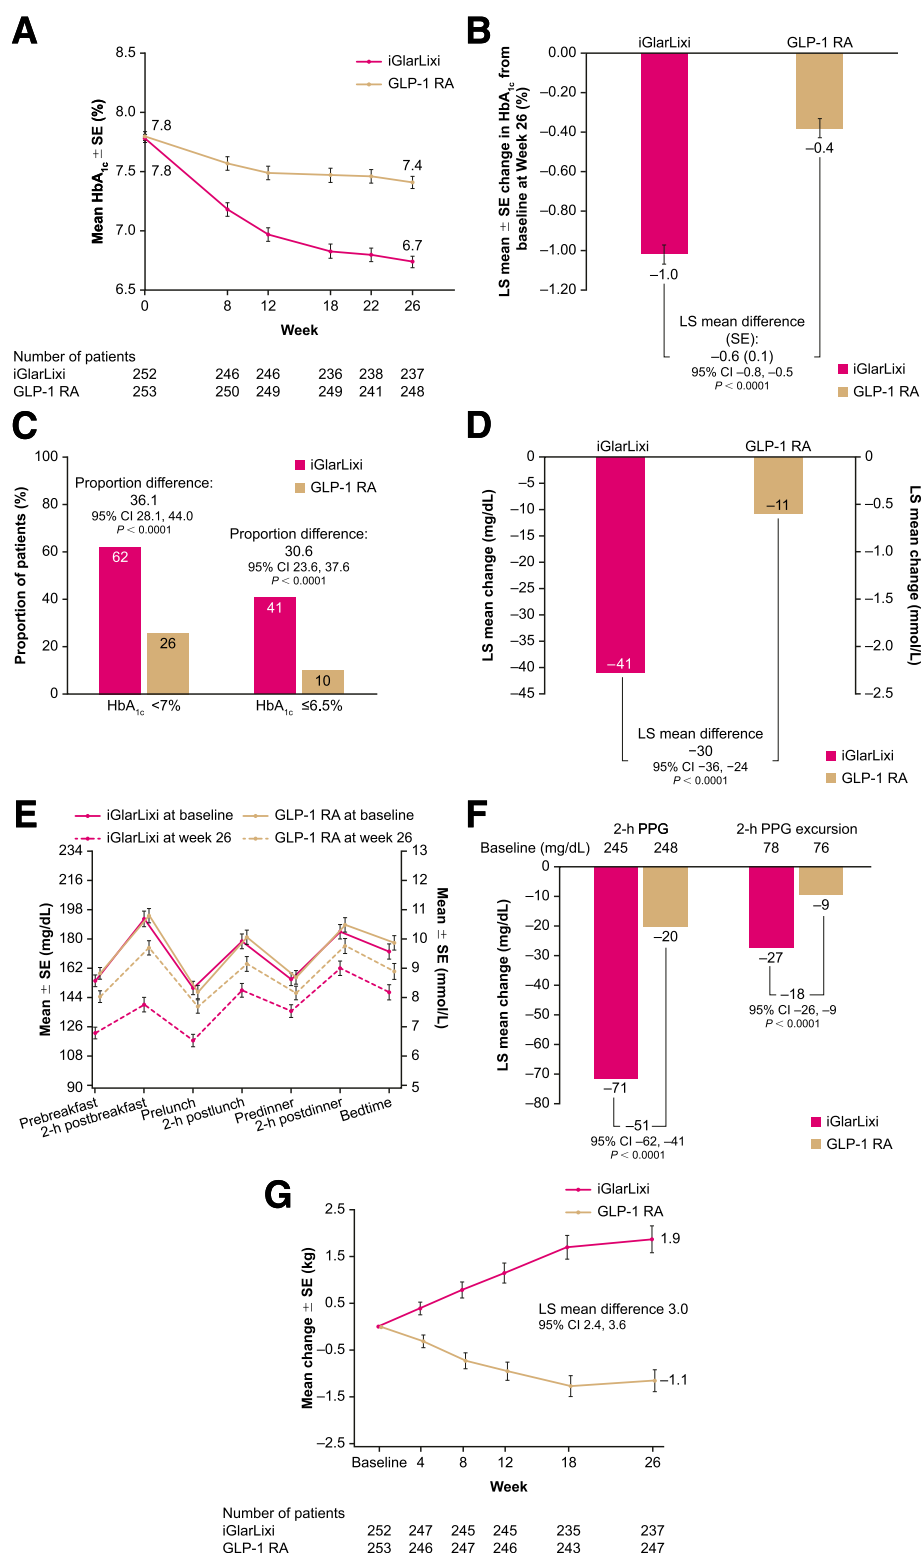 A
8.5
8.0
7.5
7.0
6.5
Mean HbA1c ± SE (%)
iGlarLixi
GLP-1 RA
7.8
7.8
7.4
6.7
0 8 12 18 22 26
Week
Number of patients
iGlarLixi 252 246 246 236 238 237
GLP-1 RA 253 250 249 249 241 248
B
iGlarLixi GLP-1 RA
LS mean ± SE change in HbA1c from
baseline at Week 26 (%)
0.00
−0.20
−0.40
−0.60
−0.80
−1.00
−1.20
−0.4
−1.0
LS mean difference
(SE):
−0.6 (0.1)
95% CI −0.8, −0.5
P < 0.0001
iGlarLixi
GLP-1 RA
C
100
80
60
40
20
0
Proportion of patients (%)
iGlarLixi
GLP-1 RA
Proportion difference:
36.1
95% CI 28.1, 44.0
P < 0.0001
Proportion difference:
30.6
95% CI 23.6, 37.6
P < 0.0001
62
26
41
10
HbA1c <7% HbA1c ≤6.5%
D
iGlarLixi GLP-1 RA
LS mean change (mg/dL)
0
−5
−10
−15
−20
−25
−30
−35
−40
−45
0
−0.5
−1.0
−1.5
−2.0
−2.5
LS mean change (mmol/L)
−11
−41
LS mean difference
−30
95% CI −36, −24
P < 0.0001
iGlarLixi
GLP-1 RA
E
iGlarLixi at baseline GLP-1 RA at baseline
iGlarLixi at week 26 GLP-1 RA at week 26
Mean ± SE (mg/dL)
234
216
198
180
162
144
126
108
90
13
12
11
10
9
8
7
6
5
Mean ± SE (mmol/L)
Prebreakfast
2-h postbreakfast
Prelunch
2-h postlunch
Predinner
2-h postdinner
Bedtime
F
2-h PPG 2-h PPG excursion
Baseline (mg/dL) 245 248 78 76
LS mean change (mg/dL)
0
−10
−20
−30
−40
−50
−60
−70
−80
−9
−20
−27
−71
−18
95% CI −26, −9
P < 0.0001
−51
95% CI −62, −41
P < 0.0001
iGlarLixi
GLP-1 RA
G
iGlarLixi
GLP-1 RA
Mean change ± SE (kg)
2.5
1.5
0.5
−0.5
−1.5
−2.5
1.9
LS mean difference 3.0
95% CI 2.4, 3.6
−1.1
Baseline 4 8 12 18 26
Week
Number of patients
iGlarLixi 252 247 245 245 235 237
GLP-1 RA 253 246 247 246 243 247